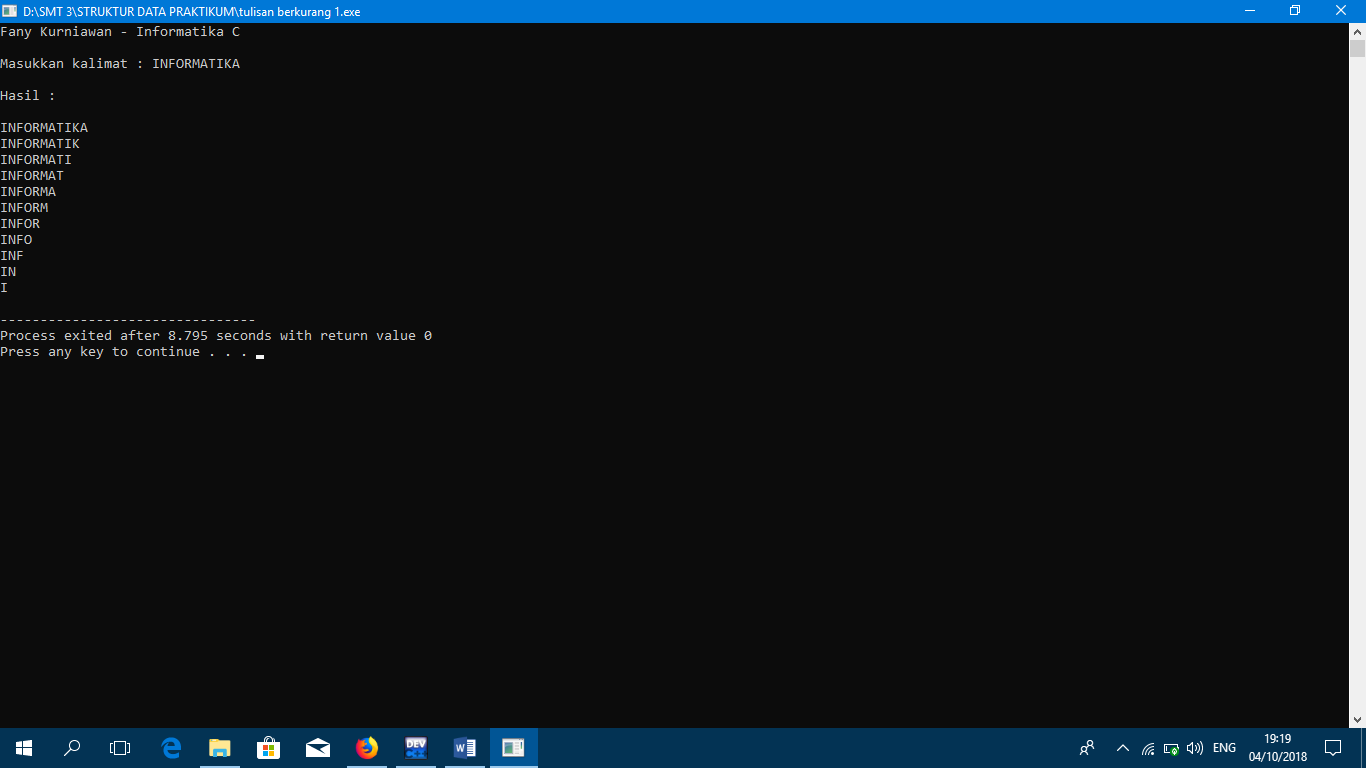 D:\SMT 3\STRUKTUR DATA PRAKTIKUM\tulisan berkurang 1.exe
Fany Kurniawan - Informatika C
Masukkan kalimat : INFORMATIKA
Hasil :
INFORMATIKA
INFORMATIK
INFORMATI
INFORMAT
INFORMA
INFORM
INFOR
INFO
INF
IN
I
--------------------------------
Process exited after 8.795 seconds with return value 0
Press any key to continue . . .
DEV
W
ENG
19:19
04/10/2018